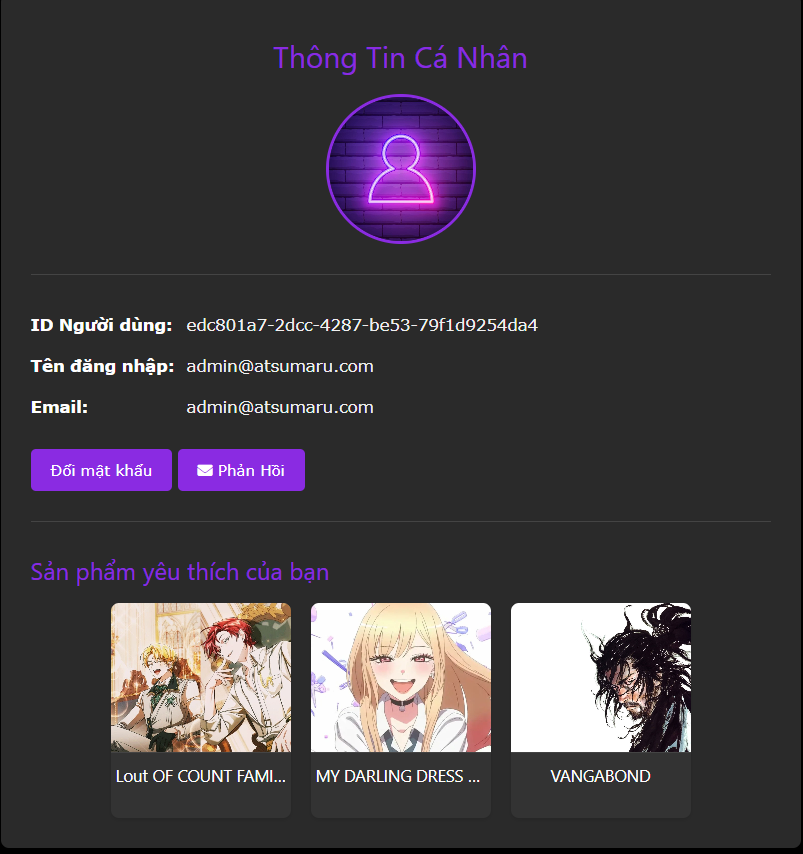 Thông Tin Cá Nhân
ID Người dùng: edc801a7-2dcc-4287-be53-79f1d9254da4
Tên đăng nhập: admin@atsumaru.com
Email: admin@atsumaru.com
Đổi mật khẩu Phản Hồi
Sản phẩm yêu thích của bạn
Lout OF COUNT FAMI... MY DARLING DRESS ... VANGABOND